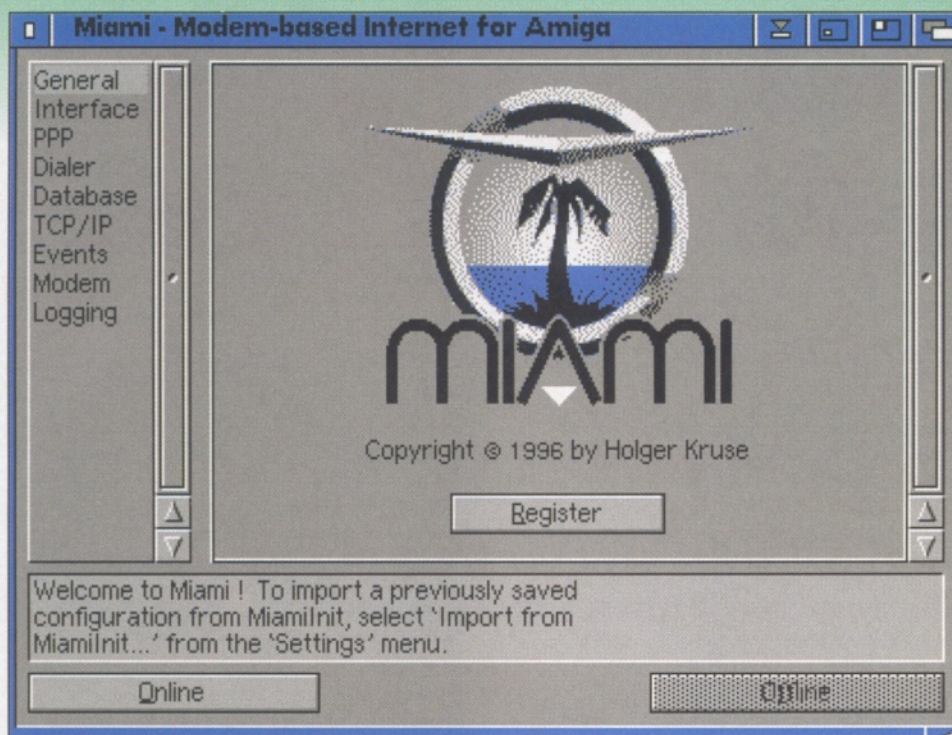 Miami - Modem-based Internet for Amiga
General
Interface
PPP
Dialer
Database
TCP/IP
Events
Modem
Logging
MIAMI
Copyright © 1996 by Holger Kruse
Register
Welcome to Miami ! To import a previously saved
configuration from MiamiInit, select `Import from
MiamiInit...' from the `Settings' menu.
Online
Offline